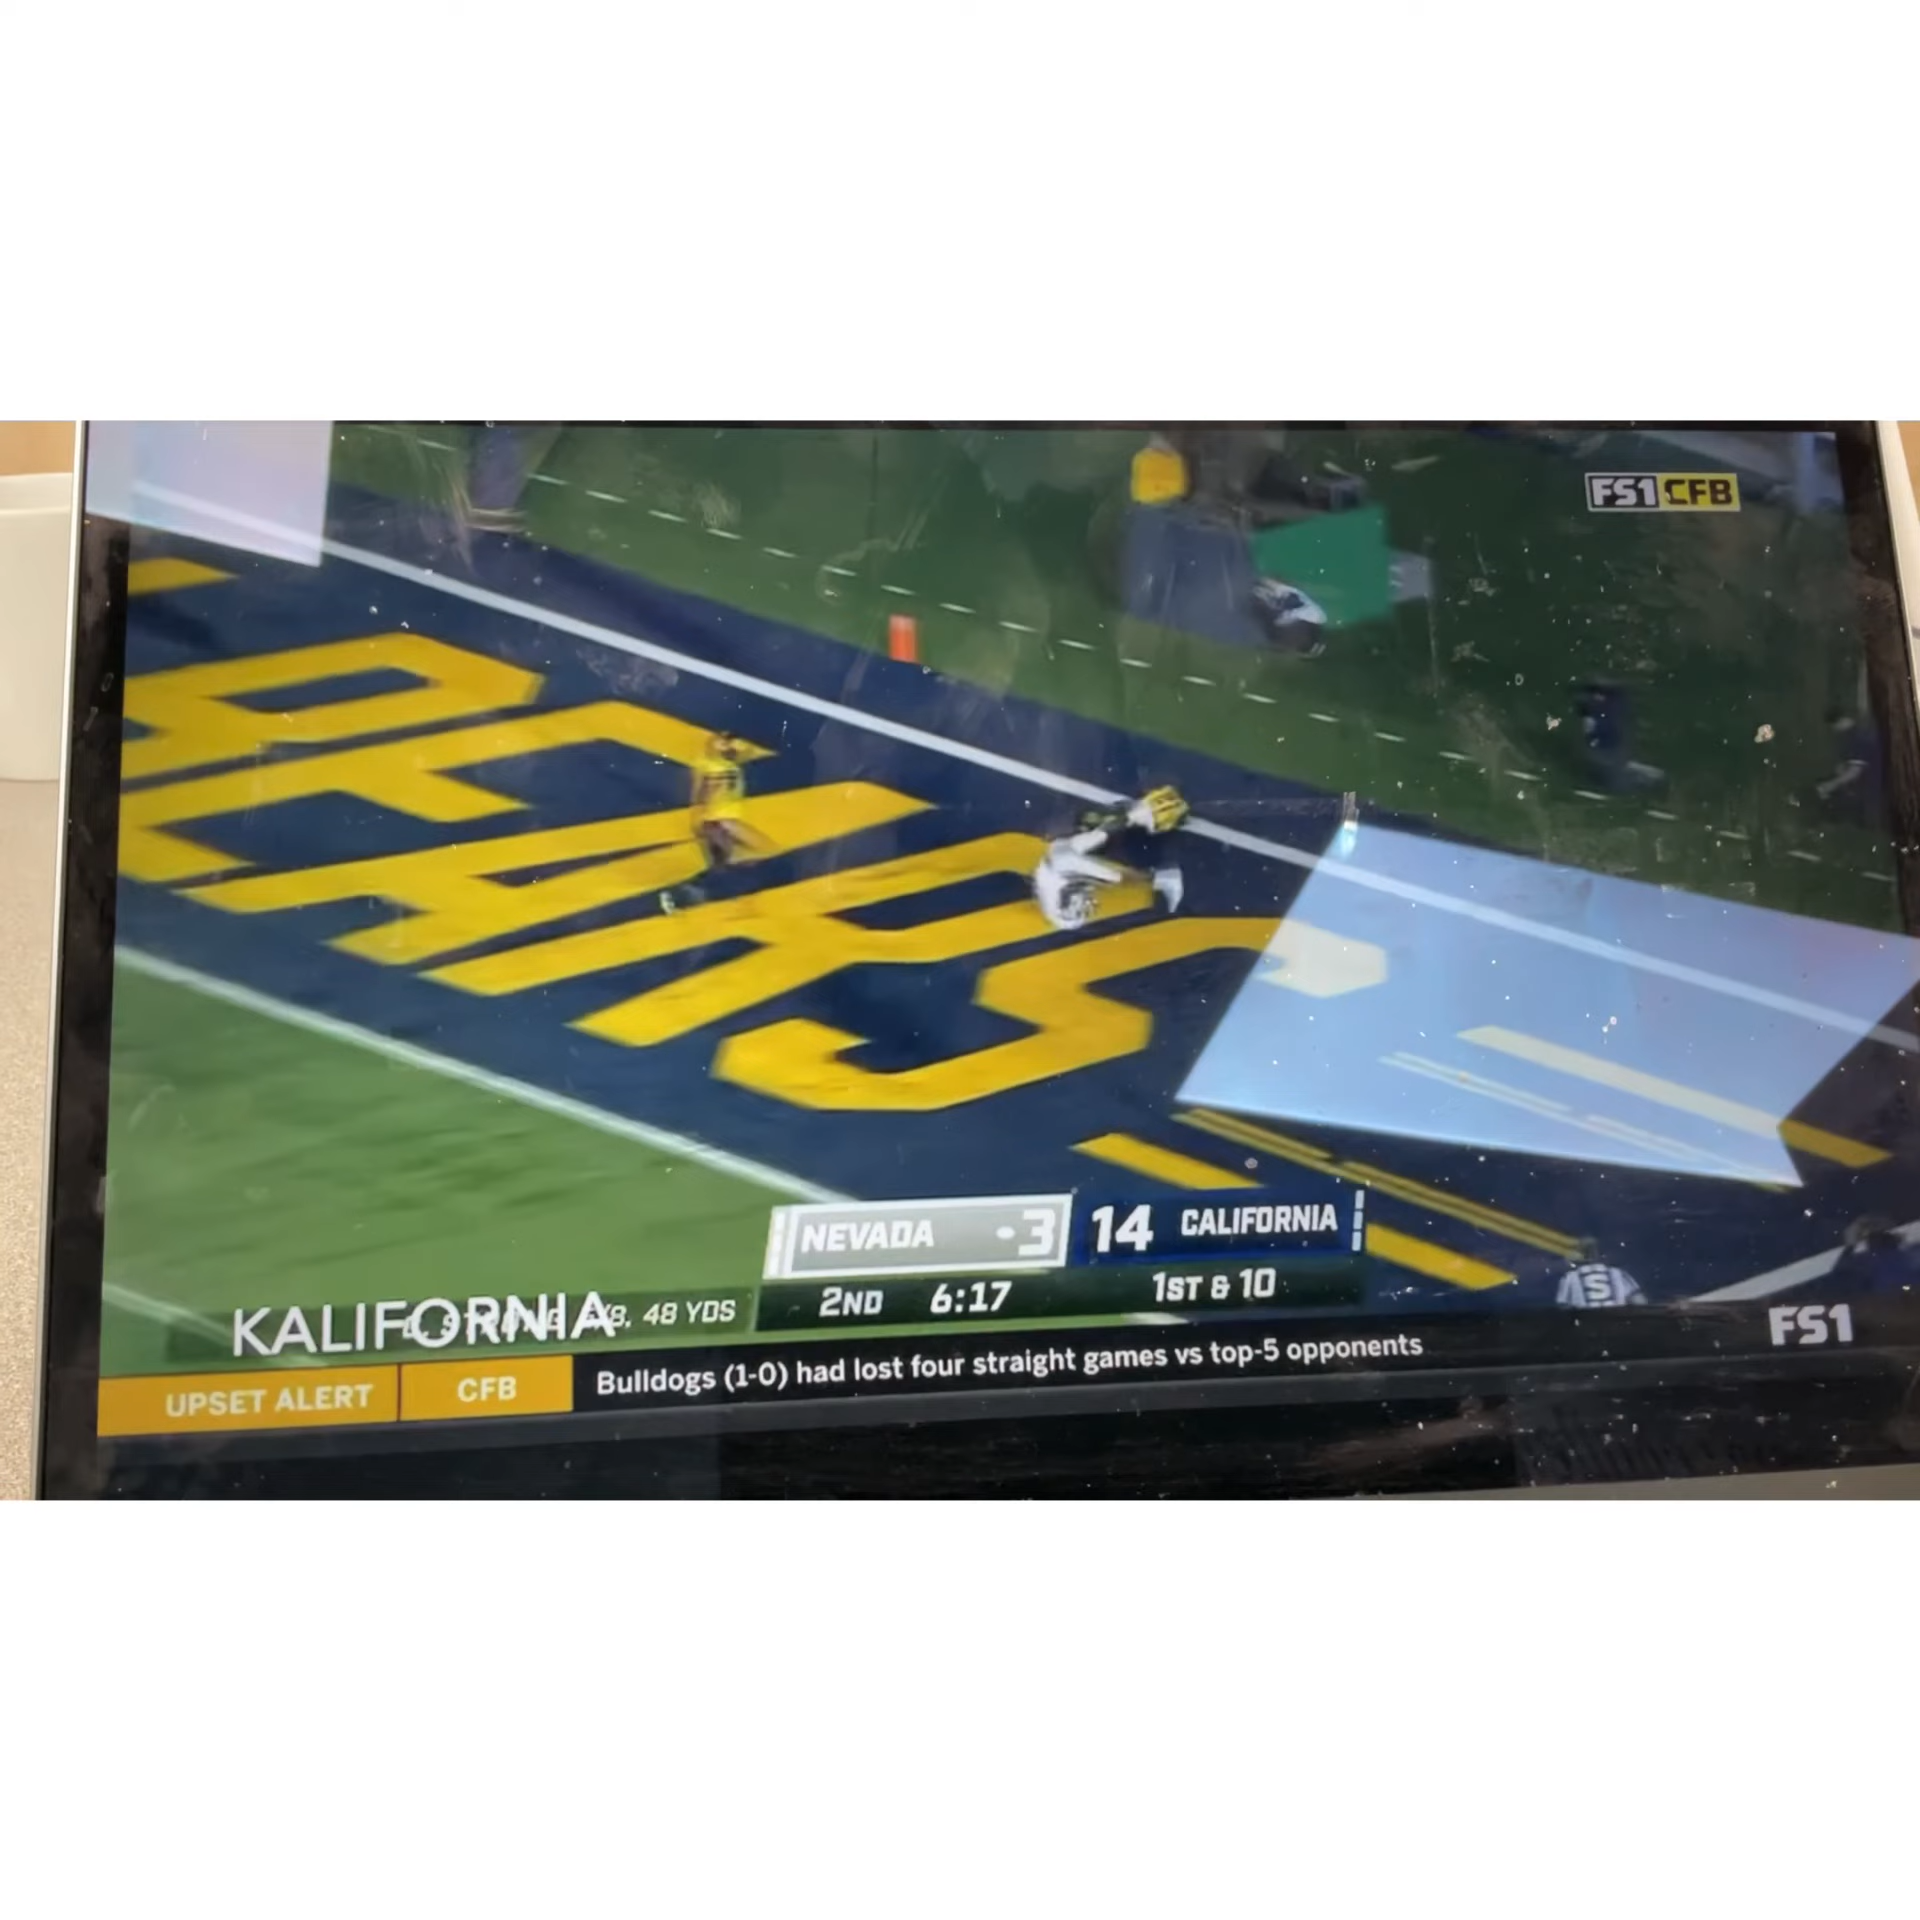 FS1 CFB
BEARS
NEVADA ·3 14 CALIFORNIA
2ND 6:17 1ST & 10
KALIFORNIA
48 YDS
FS1
UPSET ALERT CFB Bulldogs (1-0) had lost four straight games vs top-5 opponents
S